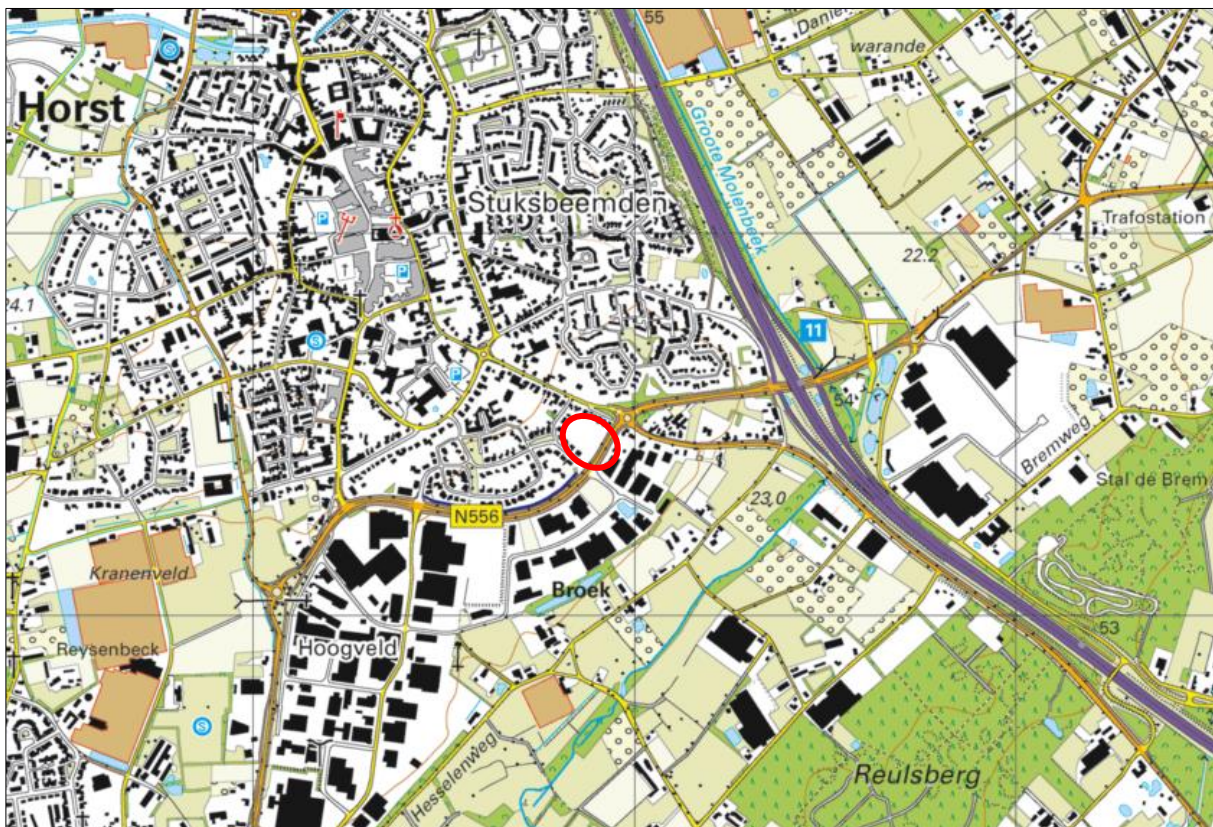 55
Daniel
warande
Horst
Groote Molenbeek
Stuksbeemden
P
Trafostation
22.2
P
24.1
11
S
P
54
Bremweg
Stal de Brem
23.0
N556
Kranenveld
Broek
53
Reysenbeck
Hoogveld
S
Hesselenweg
Reulsberg